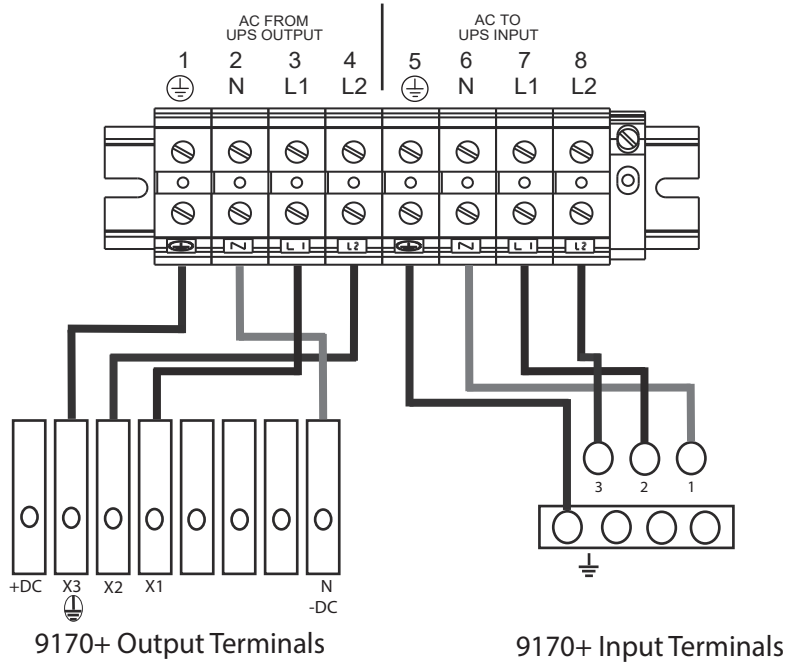 AC FROM
UPS OUTPUT
AC TO
UPS INPUT
1 2 3 4 5 6 7 8
N L1 L2 N L1 L2
N L1 L2 N L1 L2
3 2 1
+DC X3 X2 X1 N
-DC
9170+ Output Terminals
9170+ Input Terminals